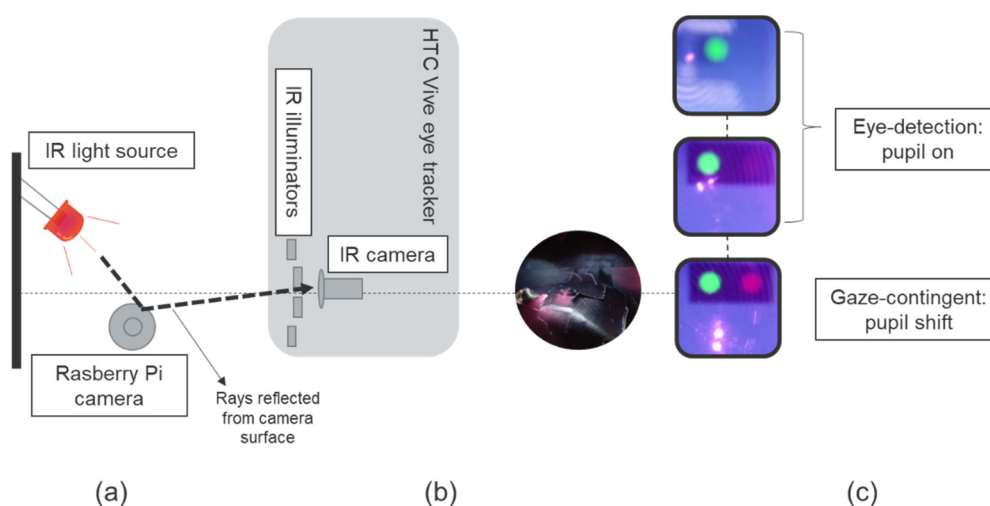 IR light source
Rasberry Pi
camera
Rays reflected
from camera
surface
HTC Vive eye tracker
IR illuminators
IR camera
Eye-detection:
pupil on
Gaze-contingent:
pupil shift
(a)
(b)
(c)